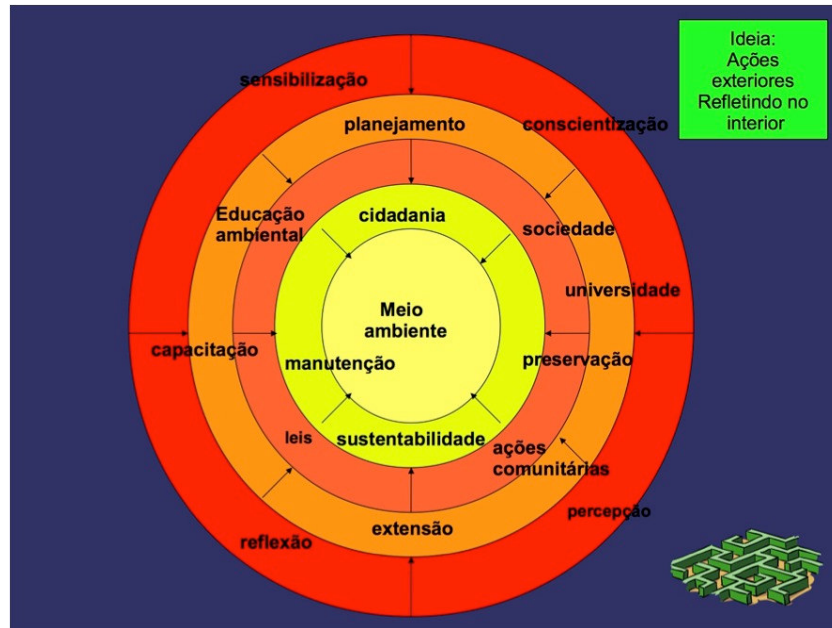 Ideia:
Ações
exteriores
Refletindo no
interior
sensibilização
planejamento
conscientização
Educação
ambiental
cidadania
sociedade
universidade
Meio
ambiente
capacitação
manutenção
preservação
leis
sustentabilidade
ações
comunitárias
percepção
extensão
reflexão